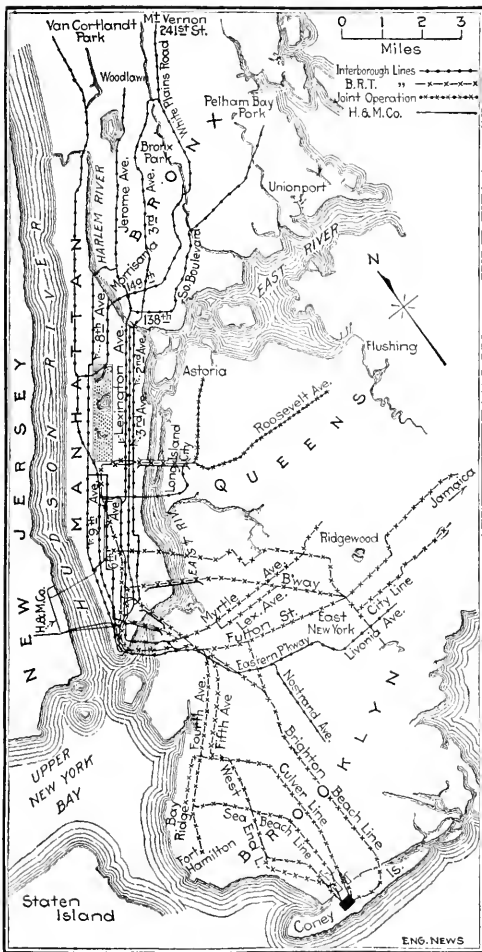 Van Cortlandt
Park
Mt. Vernon
241st St.
Woodlawn
White Plains Road
0 1 2 3
Miles
Interborough Lines
B.R.T. "
Joint Operation
H. & M. Co.
Pelham Bay
Park
Bronx
Park
Unionport
HARLEM RIVER
Jerome Ave.
3rd Ave.
BRON
Morrisania
149th
138th
So. Boulevard
EAST RIVER
N
Flushing
8th Ave.
Lexington Ave.
2nd Ave.
3rd Ave.
Astoria
Roosevelt Ave.
Long Island
City
QUEENS
NEW JERSEY
HUDSON RIVER
MANHATTAN
9th Ave.
6th Ave.
EAST RIV
H.&M.Co.
Jamaica
Ridgewood
Myrtle Ave.
Lex. Ave.
B'way
Fulton St.
East
New York
City Line
Livonia Ave.
Eastern P'kway
Nostrand Ave.
BROOKLYN
Fourth Ave.
Fifth Ave.
Brighton Beach Line
Culver Line
West End L.
Sea Beach Line
Bay
Ridge
Fort
Hamilton
UPPER
NEW YORK
BAY
Staten
Island
Coney Is.
ENG. NEWS